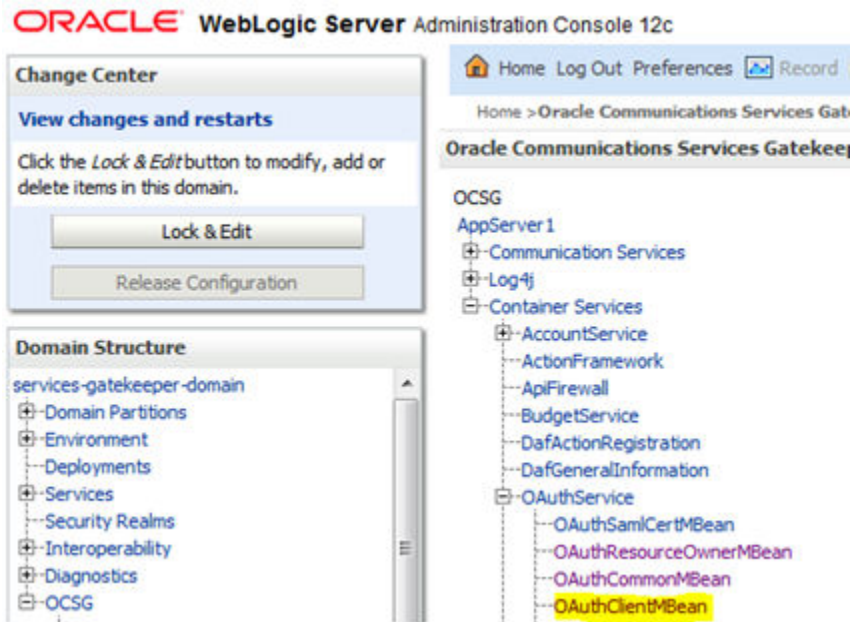 ORACLE WebLogic Server Administration Console 12c
Change Center
View changes and restarts
Click the Lock & Edit button to modify, add or
delete items in this domain.
Lock & Edit
Release Configuration
Domain Structure
services-gatekeeper-domain
Domain Partitions
Environment
Deployments
Services
Security Realms
Interoperability
Diagnostics
OCSG
Home Log Out Preferences Record
Home >Oracle Communications Services Gat
Oracle Communications Services Gatekeep
OCSG
AppServer1
Communication Services
Log4j
Container Services
AccountService
ActionFramework
ApiFirewall
BudgetService
DafActionRegistration
DafGeneralInformation
OAuthService
OAuthSamlCertMBean
OAuthResourceOwnerMBean
OAuthCommonMBean
OAuthClientMBean